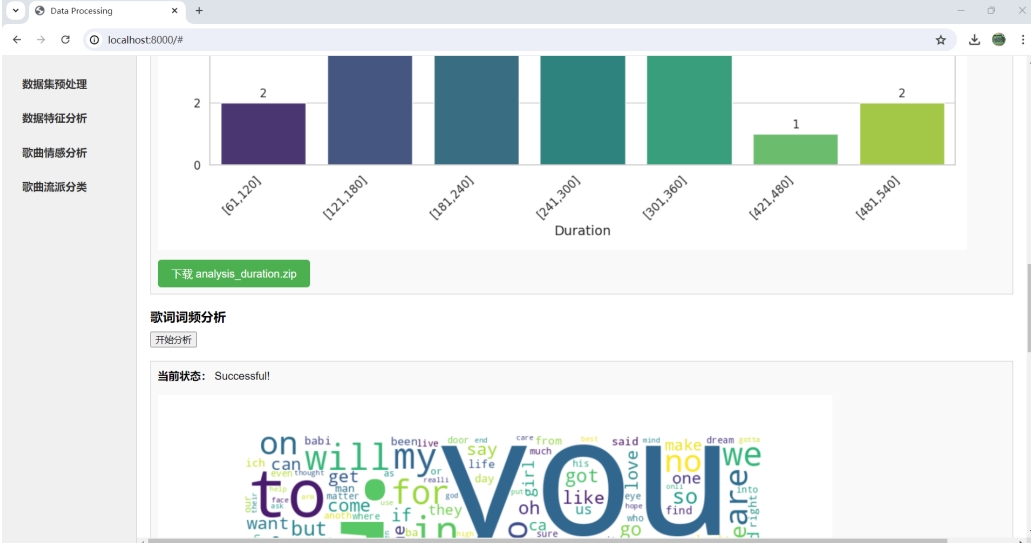 Data Processing
localhost:8000/#
数据集预处理
数据特征分析
歌曲情感分析
歌曲流派分类
2 2
2
1
0
[61,120] [121,180] [181,240] [241,300] [301,360] [421,480] [481,540]
Duration
下载 analysis_duration.zip
歌词词频分析
开始分析
当前状态： Successful!
on babi been live door end care from best said mind make dream gotta
will my say much his love no we
ich can life girl got you one
even thought get as or day like eye so are into
to man realli god put us hope only find right
our their help face are matter come use for they oh who
ask anoth where if high ca sure go
want but in